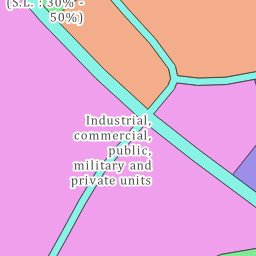 (S.L. : 30% -
50%)
Industrial,
commercial,
public,
military and
private units